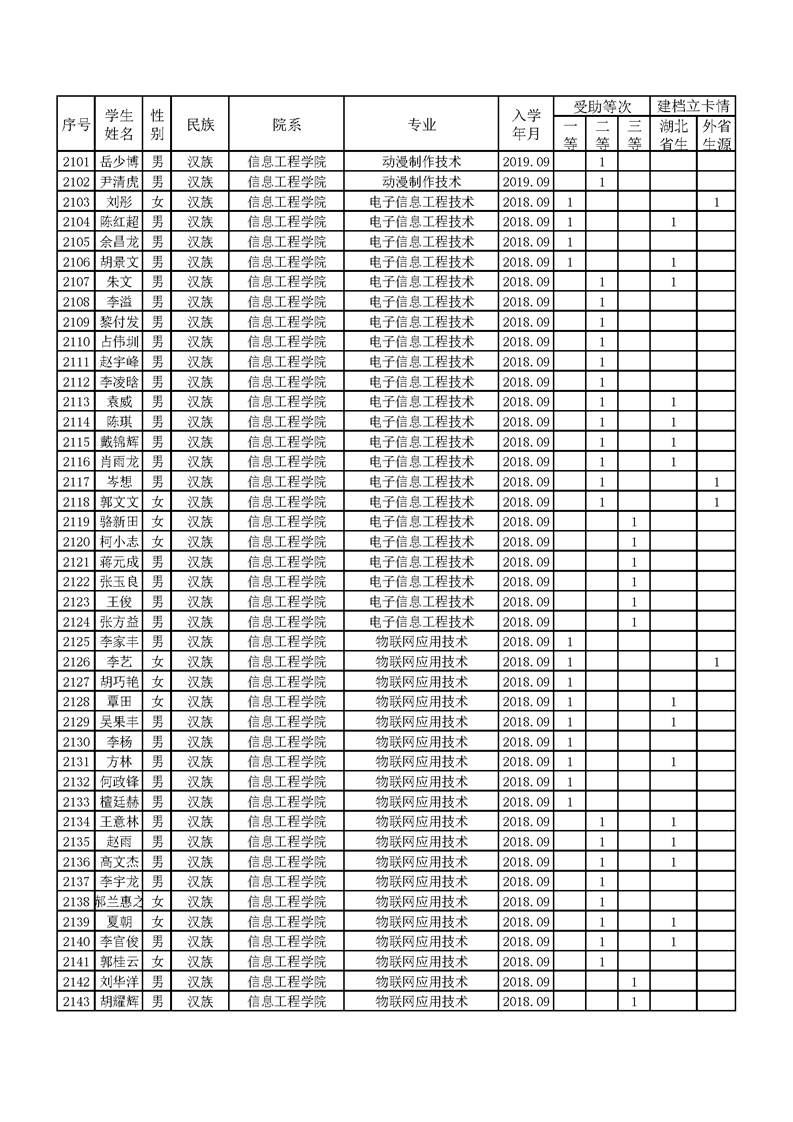 序号 学生姓名 性别 民族 院系 专业 入学年月 受助等次 一等 二等 三等 建档立卡情 湖北省生 外省生源
2101 岳少博 男 汉族 信息工程学院 动漫制作技术 2019.09 1
2102 尹清虎 男 汉族 信息工程学院 动漫制作技术 2019.09 1
2103 刘彤 女 汉族 信息工程学院 电子信息工程技术 2018.09 1 1
2104 陈红超 男 汉族 信息工程学院 电子信息工程技术 2018.09 1 1
2105 余昌龙 男 汉族 信息工程学院 电子信息工程技术 2018.09 1
2106 胡景文 男 汉族 信息工程学院 电子信息工程技术 2018.09 1 1
2107 朱文 男 汉族 信息工程学院 电子信息工程技术 2018.09 1 1
2108 李溢 男 汉族 信息工程学院 电子信息工程技术 2018.09 1
2109 黎付发 男 汉族 信息工程学院 电子信息工程技术 2018.09 1
2110 占伟圳 男 汉族 信息工程学院 电子信息工程技术 2018.09 1
2111 赵宇峰 男 汉族 信息工程学院 电子信息工程技术 2018.09 1
2112 李凌晗 男 汉族 信息工程学院 电子信息工程技术 2018.09 1
2113 袁威 男 汉族 信息工程学院 电子信息工程技术 2018.09 1 1
2114 陈琪 男 汉族 信息工程学院 电子信息工程技术 2018.09 1 1
2115 戴锦辉 男 汉族 信息工程学院 电子信息工程技术 2018.09 1 1
2116 肖雨龙 男 汉族 信息工程学院 电子信息工程技术 2018.09 1 1
2117 岑想 男 汉族 信息工程学院 电子信息工程技术 2018.09 1 1
2118 郭文文 女 汉族 信息工程学院 电子信息工程技术 2018.09 1 1
2119 骆新田 女 汉族 信息工程学院 电子信息工程技术 2018.09 1
2120 柯小志 女 汉族 信息工程学院 电子信息工程技术 2018.09 1
2121 蒋元成 男 汉族 信息工程学院 电子信息工程技术 2018.09 1
2122 张玉良 男 汉族 信息工程学院 电子信息工程技术 2018.09 1
2123 王俊 男 汉族 信息工程学院 电子信息工程技术 2018.09 1
2124 张方益 男 汉族 信息工程学院 电子信息工程技术 2018.09 1
2125 李家丰 男 汉族 信息工程学院 物联网应用技术 2018.09 1
2126 李艺 女 汉族 信息工程学院 物联网应用技术 2018.09 1 1
2127 胡巧艳 女 汉族 信息工程学院 物联网应用技术 2018.09 1
2128 覃田 女 汉族 信息工程学院 物联网应用技术 2018.09 1 1
2129 吴果丰 男 汉族 信息工程学院 物联网应用技术 2018.09 1 1
2130 李杨 男 汉族 信息工程学院 物联网应用技术 2018.09 1
2131 方林 男 汉族 信息工程学院 物联网应用技术 2018.09 1 1
2132 何政锋 男 汉族 信息工程学院 物联网应用技术 2018.09 1
2133 檀廷赫 男 汉族 信息工程学院 物联网应用技术 2018.09 1
2134 王意林 男 汉族 信息工程学院 物联网应用技术 2018.09 1 1
2135 赵雨 男 汉族 信息工程学院 物联网应用技术 2018.09 1 1
2136 高文杰 男 汉族 信息工程学院 物联网应用技术 2018.09 1 1
2137 李宇龙 男 汉族 信息工程学院 物联网应用技术 2018.09 1
2138 郁兰惠之 女 汉族 信息工程学院 物联网应用技术 2018.09 1
2139 夏朝 女 汉族 信息工程学院 物联网应用技术 2018.09 1 1
2140 李官俊 男 汉族 信息工程学院 物联网应用技术 2018.09 1 1
2141 郭桂云 女 汉族 信息工程学院 物联网应用技术 2018.09 1
2142 刘华洋 男 汉族 信息工程学院 物联网应用技术 2018.09 1
2143 胡耀辉 男 汉族 信息工程学院 物联网应用技术 2018.09 1